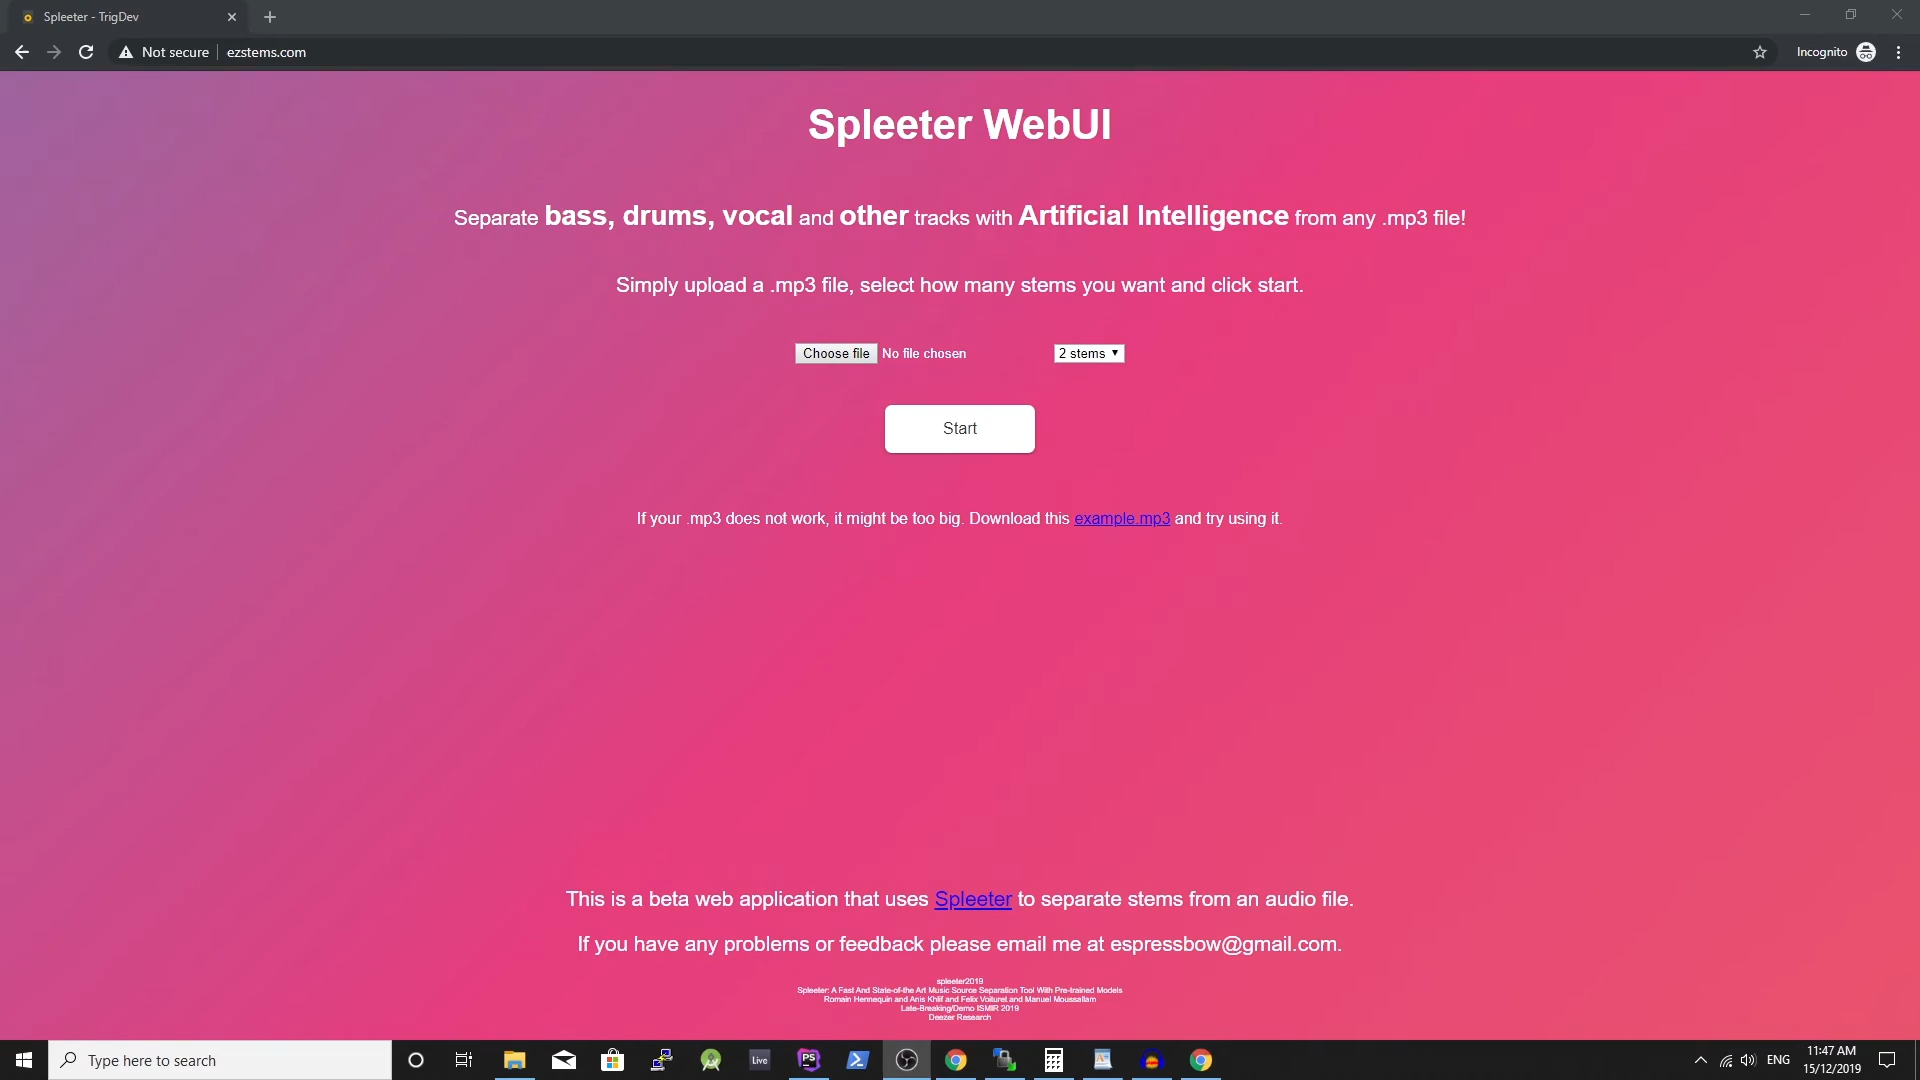 Spleeter - TrigDev
Not secure
ezstems.com
Incognito
Spleeter WebUI
Separate bass, drums, vocal and other tracks with Artificial Intelligence from any .mp3 file!
Simply upload a .mp3 file, select how many stems you want and click start.
Choose file No file chosen
2 stems
Start
If your .mp3 does not work, it might be too big. Download this example.mp3 and try using it.
This is a beta web application that uses Spleeter to separate stems from an audio file.
If you have any problems or feedback please email me at espressbow@gmail.com.
spleeter2019
Spleeter: A Fast And State-of-the Art Music Source Separation Tool With Pre-trained Models
Romain Hennequin and Anis Khlif and Felix Voituret and Manuel Moussallam
Late-Breaking/Demo ISMIR 2019
Deezer Research
Type here to search
Live
PS
ENG
11:47 AM
15/12/2019